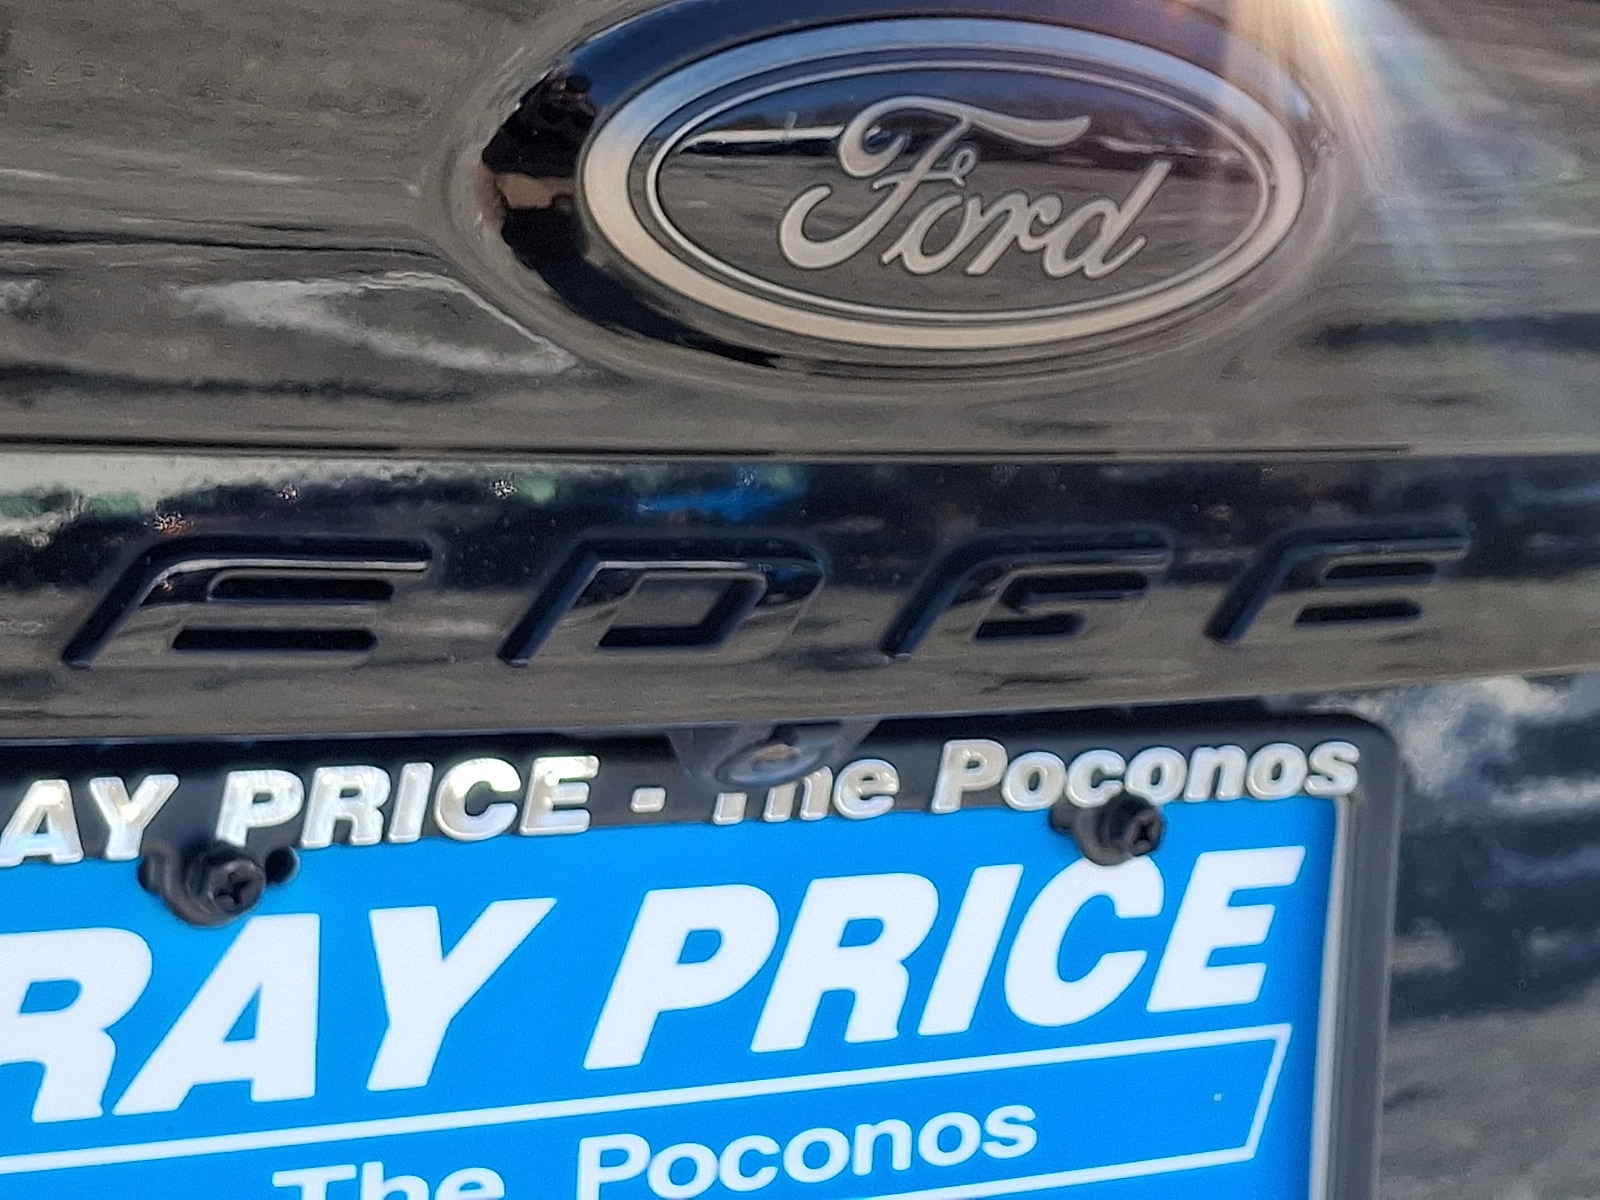 Ford
EDGE
AY PRICE - The Poconos
RAY PRICE
The Poconos